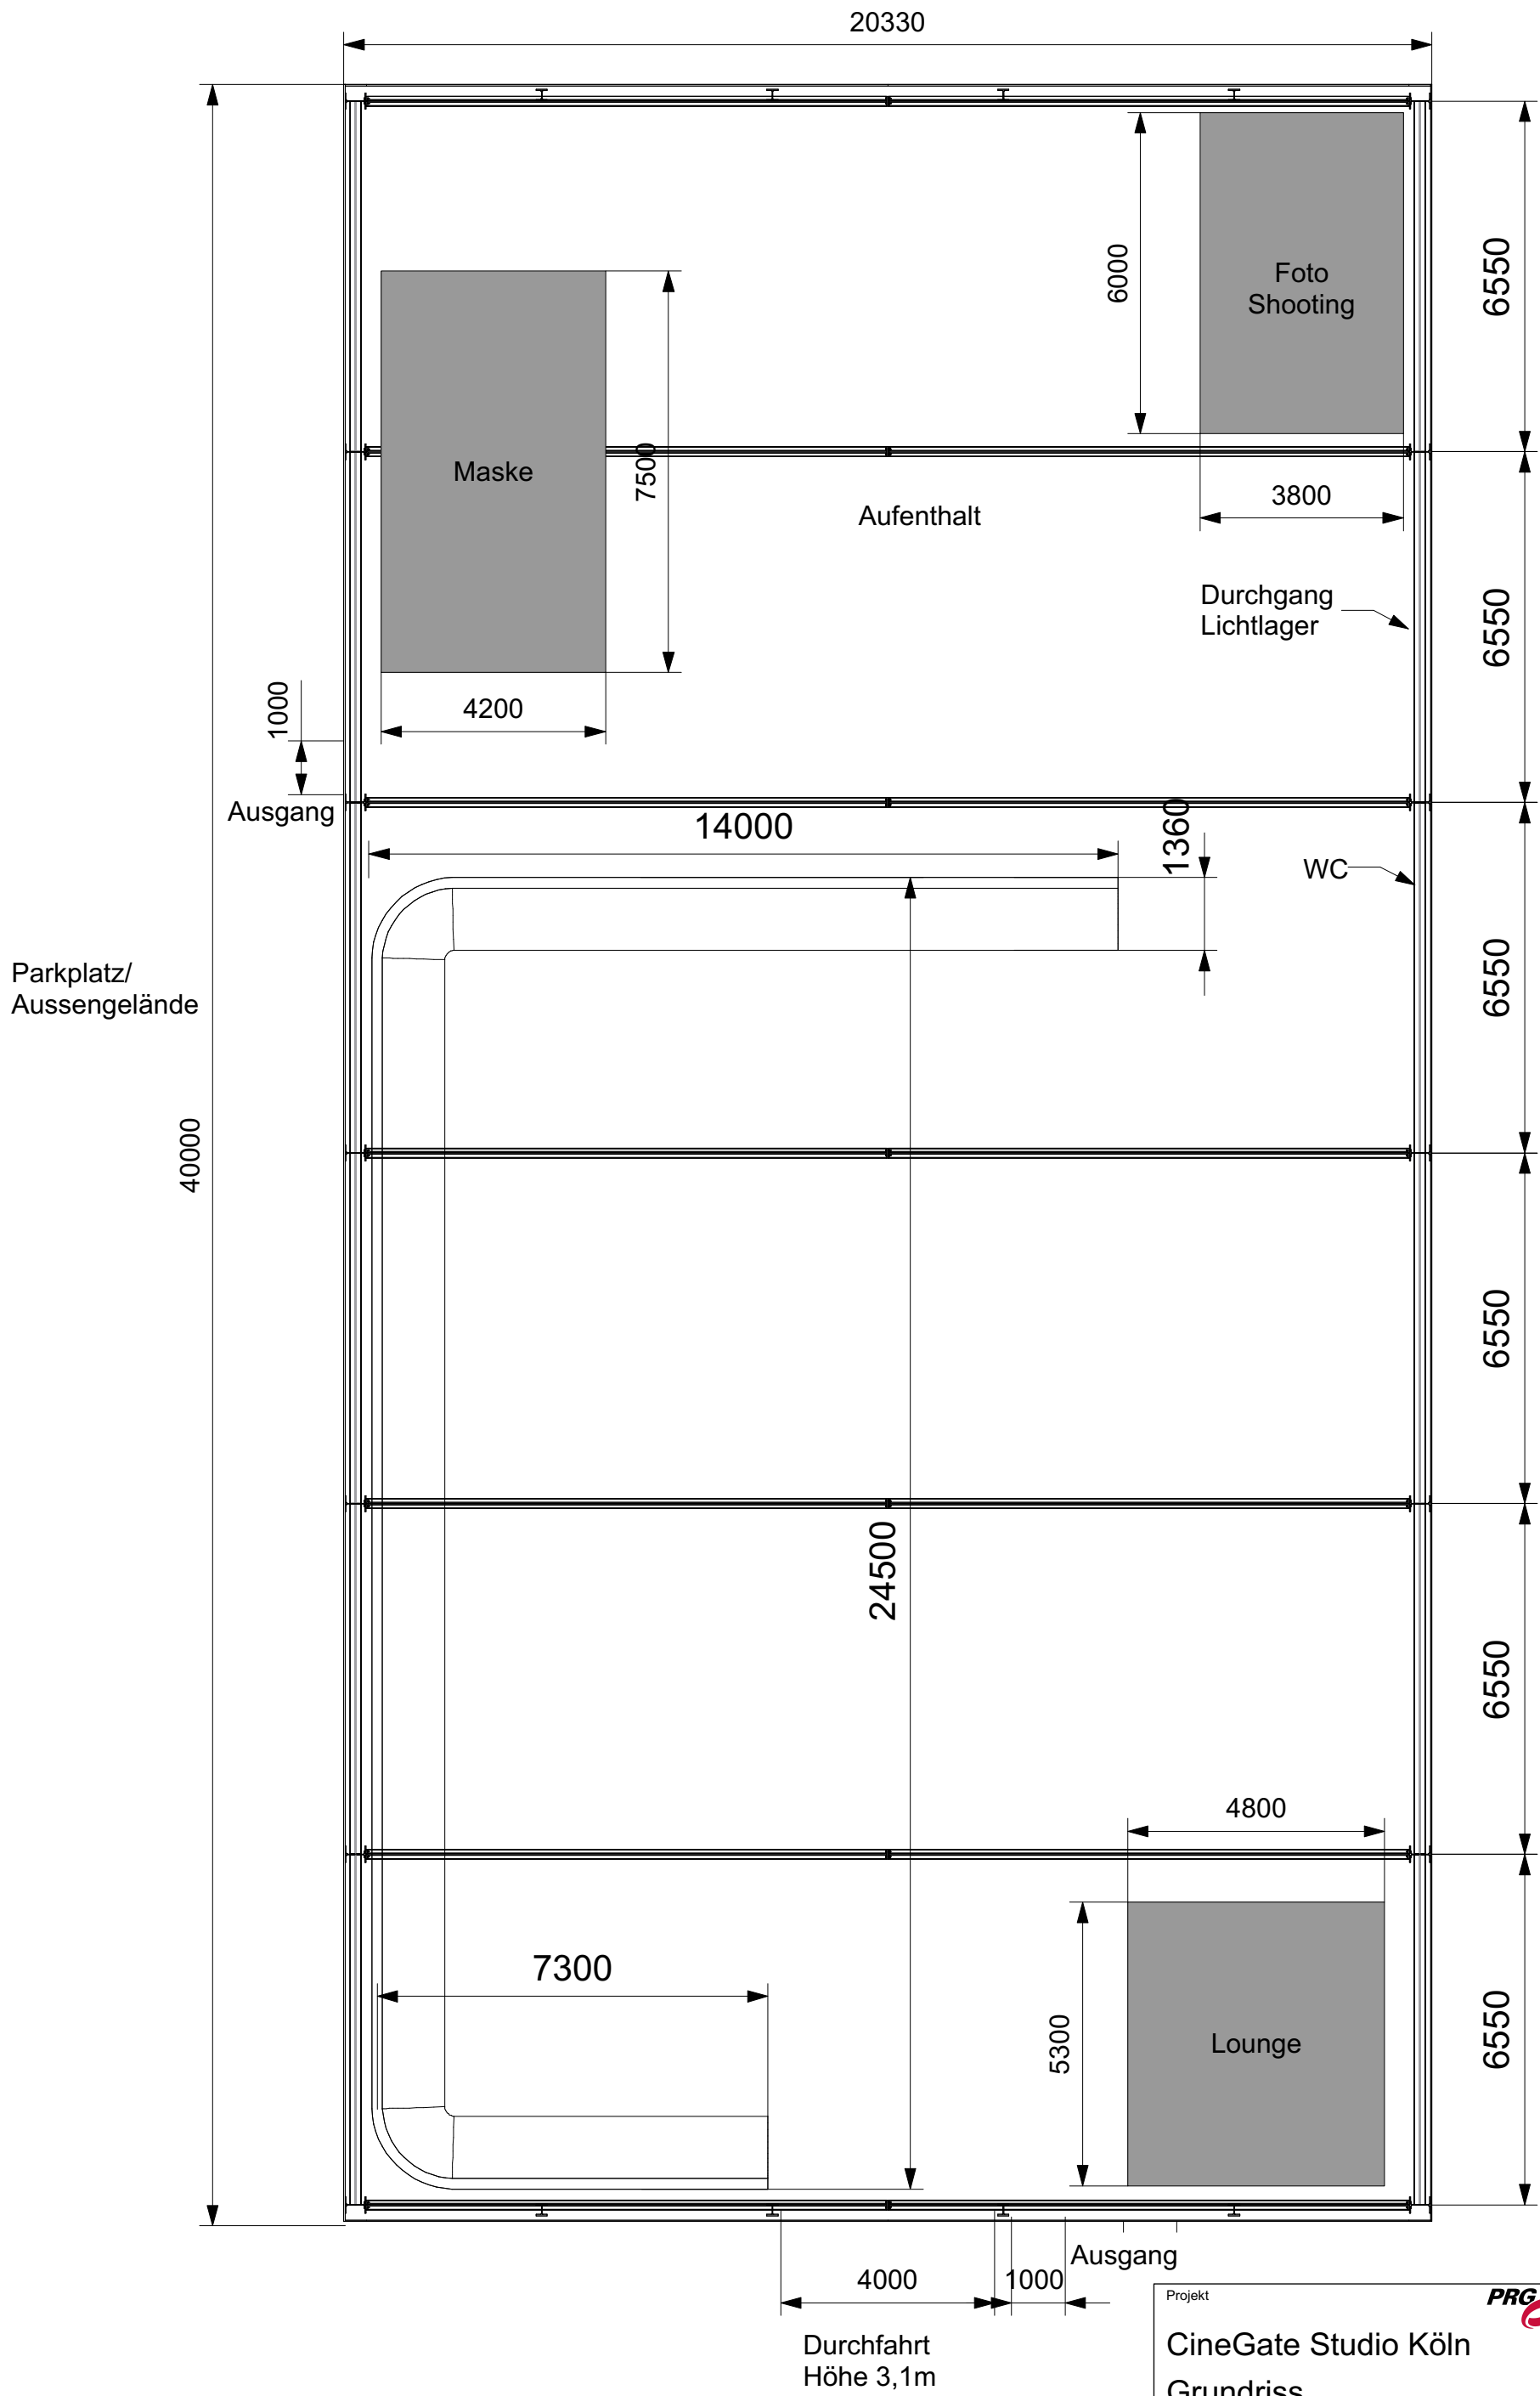 20330
6000
Foto
Shooting
6550
Maske
7500
3800
Aufenthalt
Durchgang
Lichtlager
6550
4200
1000
Ausgang
14000
1360
WC
6550
Parkplatz/
Aussengelände
40000
6550
24500
6550
4800
7300
5300
Lounge
6550
Ausgang
4000
1000
Durchfahrt
Höhe 3,1m
Projekt
PRG
CineGate Studio Köln
Grundriss